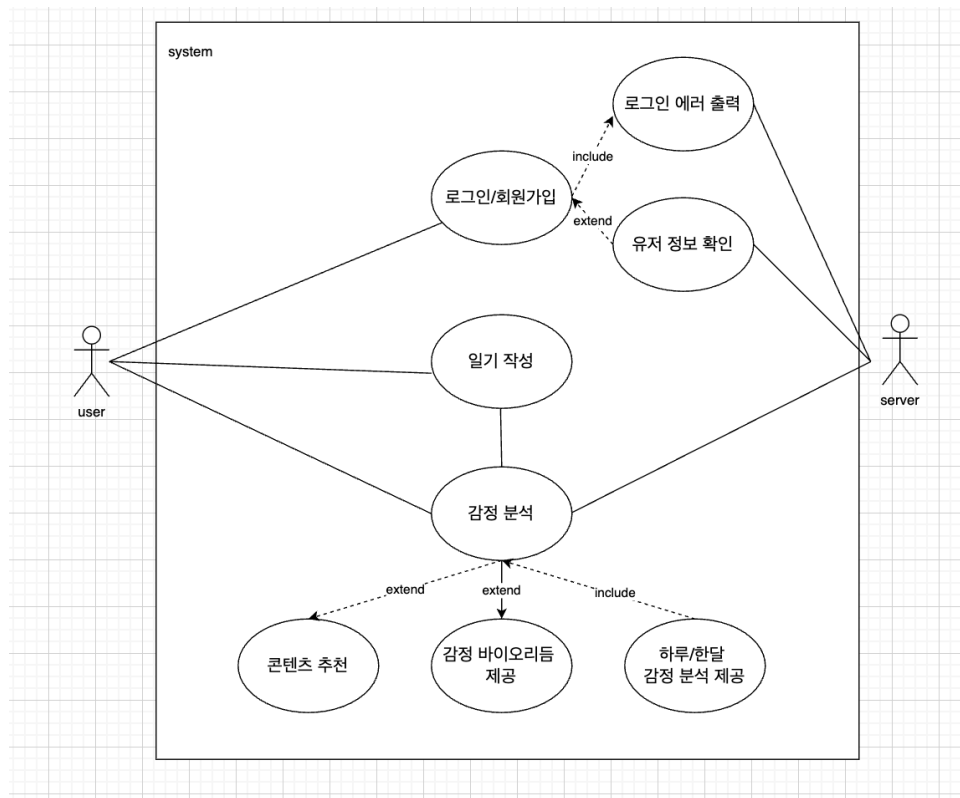 system
로그인 에러 출력
include
로그인/회원가입
extend
유저 정보 확인
일기 작성
user
server
감정 분석
extend
extend
include
콘텐츠 추천
감정 바이오리듬
제공
하루/한달
감정 분석 제공